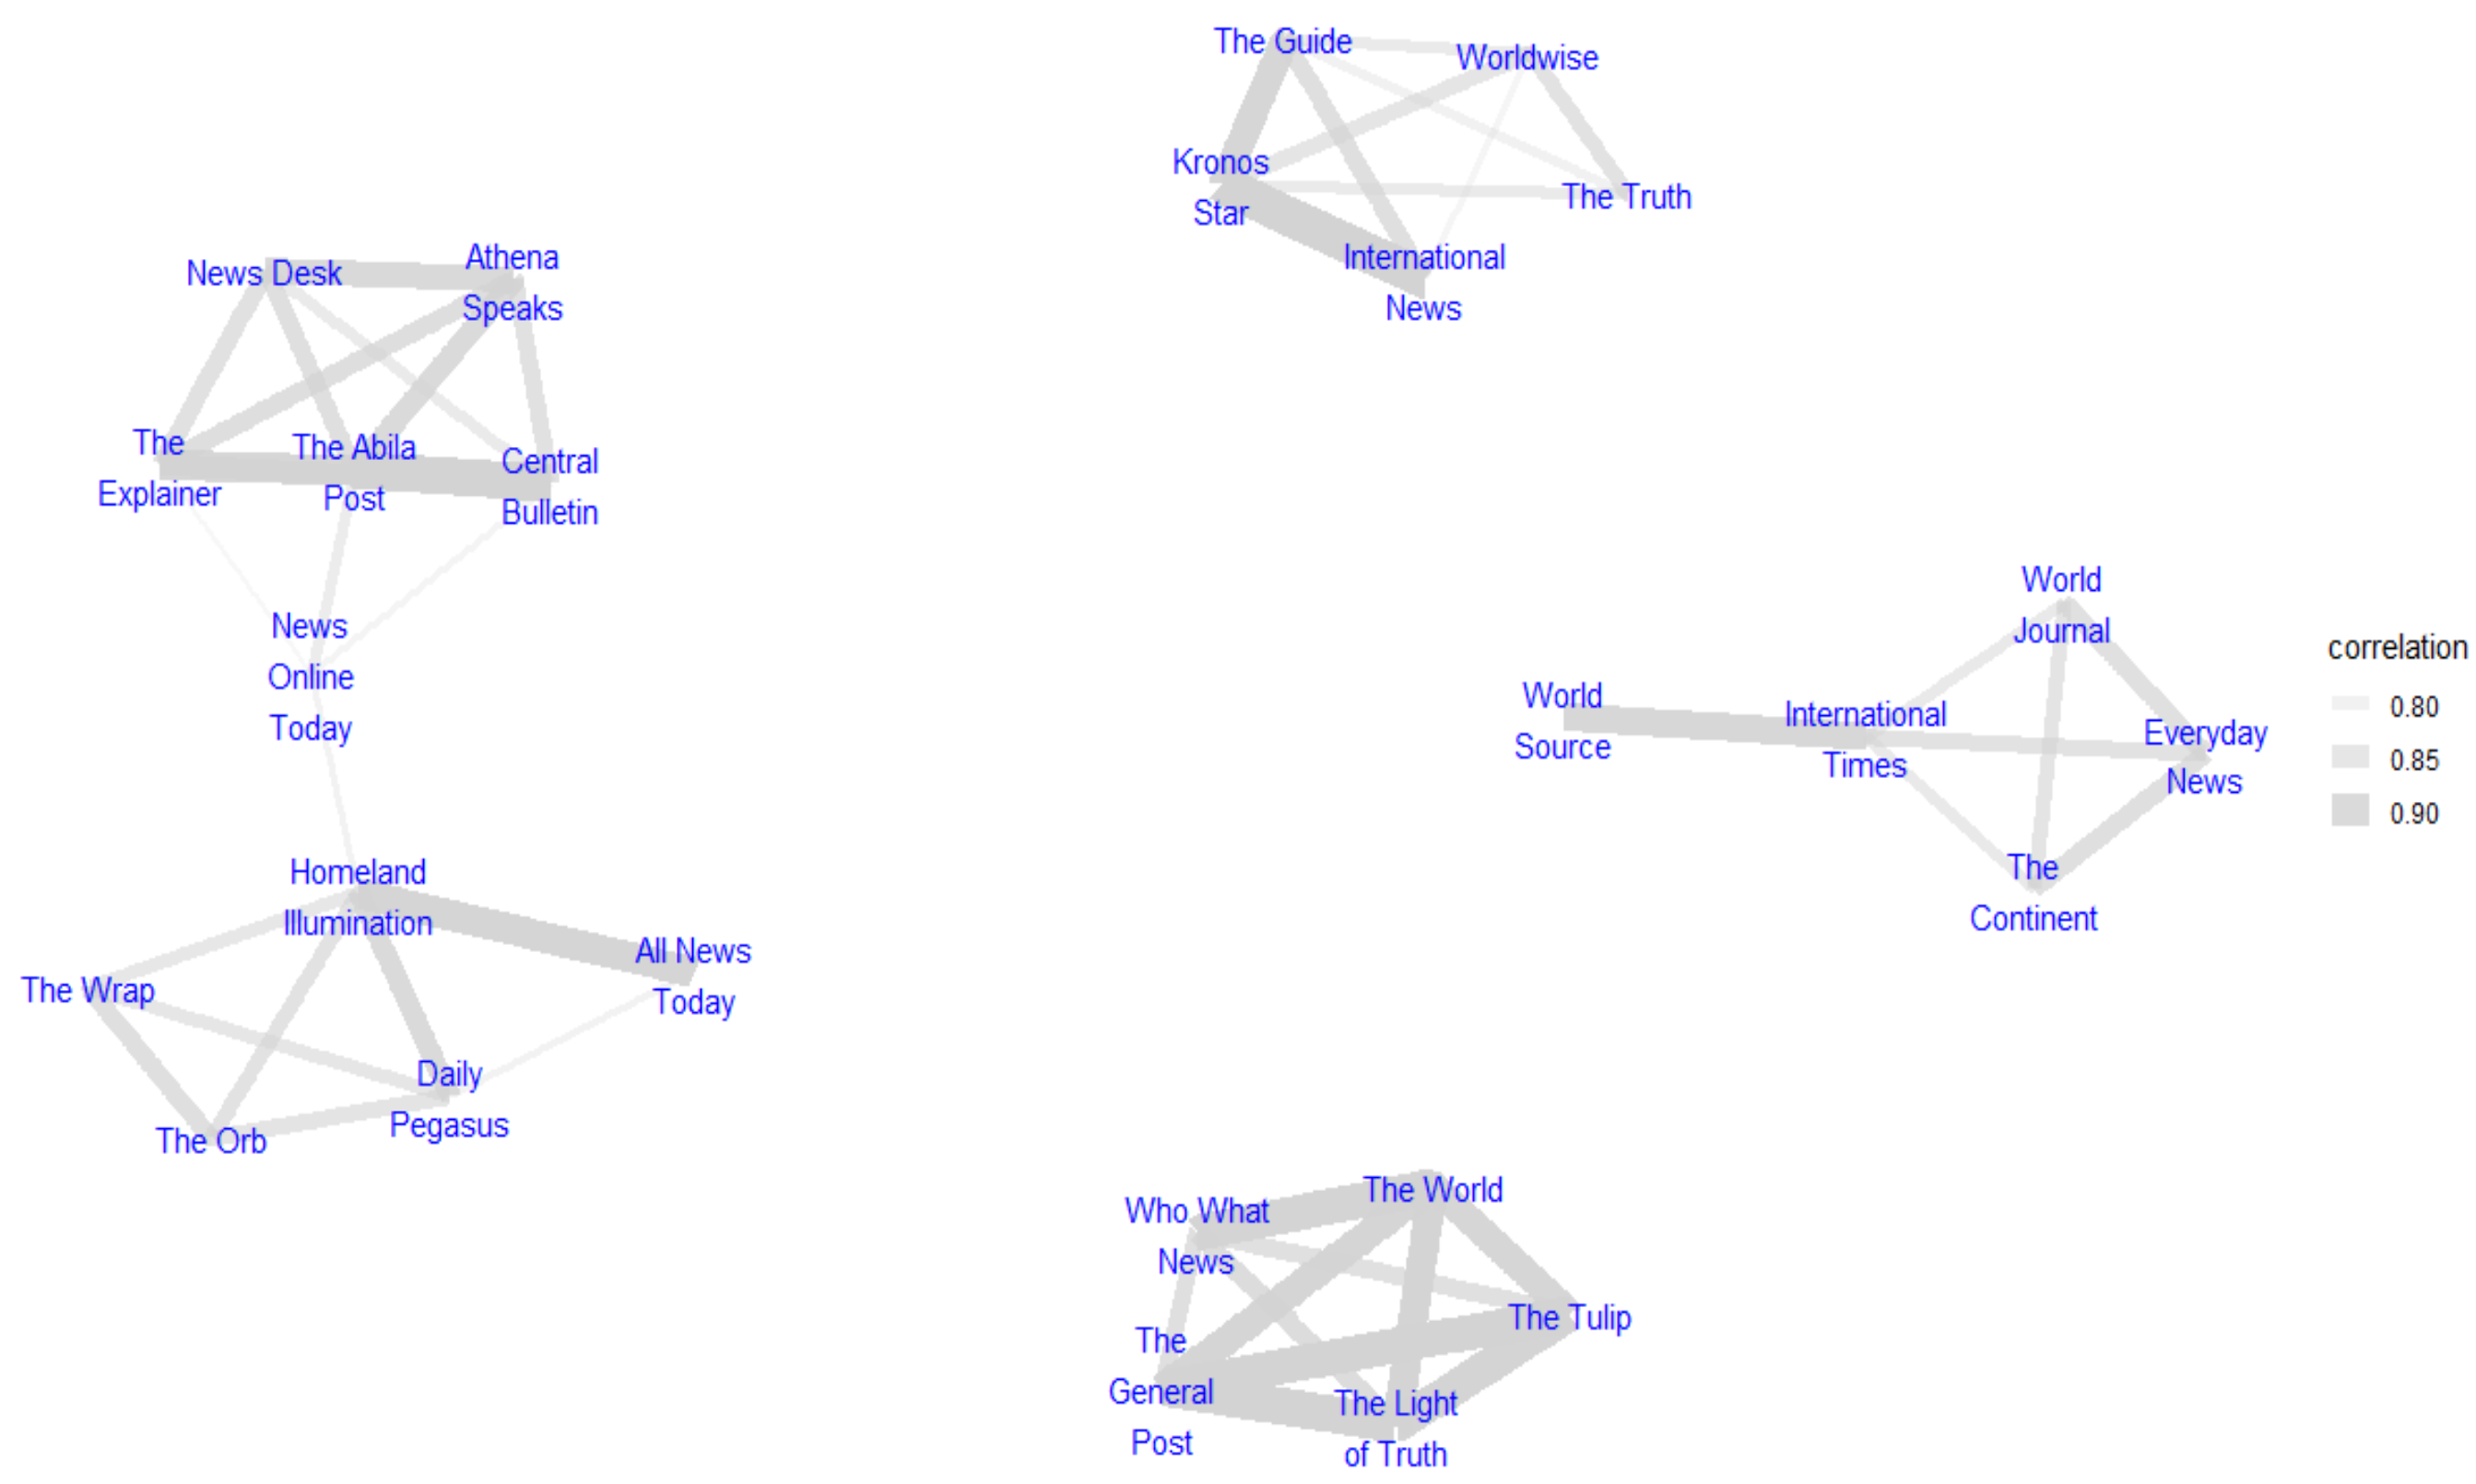 The Guide
Worldwise
Kronos
Star
The Truth
International
News
News Desk
Athena
Speaks
The
Explainer
The Abila
Post
Central
Bulletin
News
Online
Today
World
Journal
World
Source
International
Times
Everyday
News
The
Continent
correlation
0.80
0.85
0.90
Homeland
Illumination
All News
Today
The Wrap
Daily
Pegasus
The Orb
Who What
News
The World
The Tulip
The
General
Post
The Light
of Truth